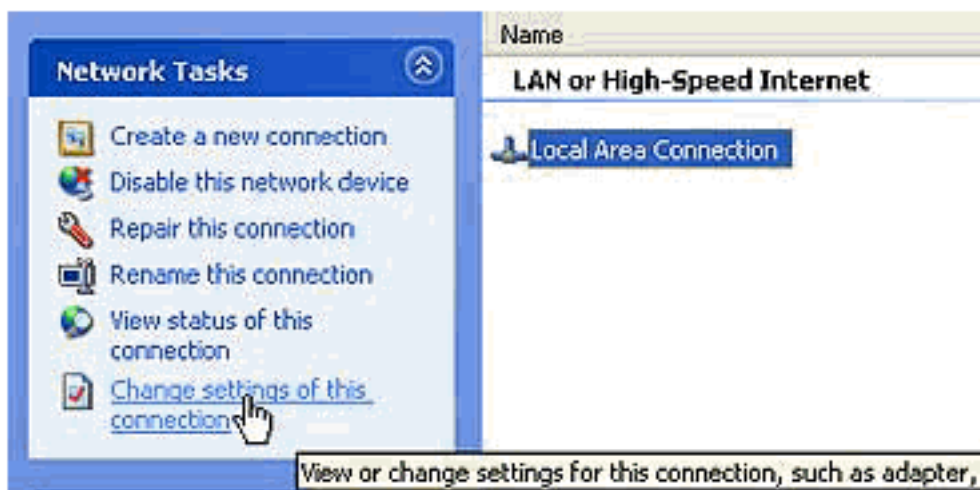 Network Tasks
Create a new connection
Disable this network device
Repair this connection
Rename this connection
View status of this
connection
Change settings of this
connection
Name
LAN or High-Speed Internet
Local Area Connection
View or change settings for this connection, such as adapter,